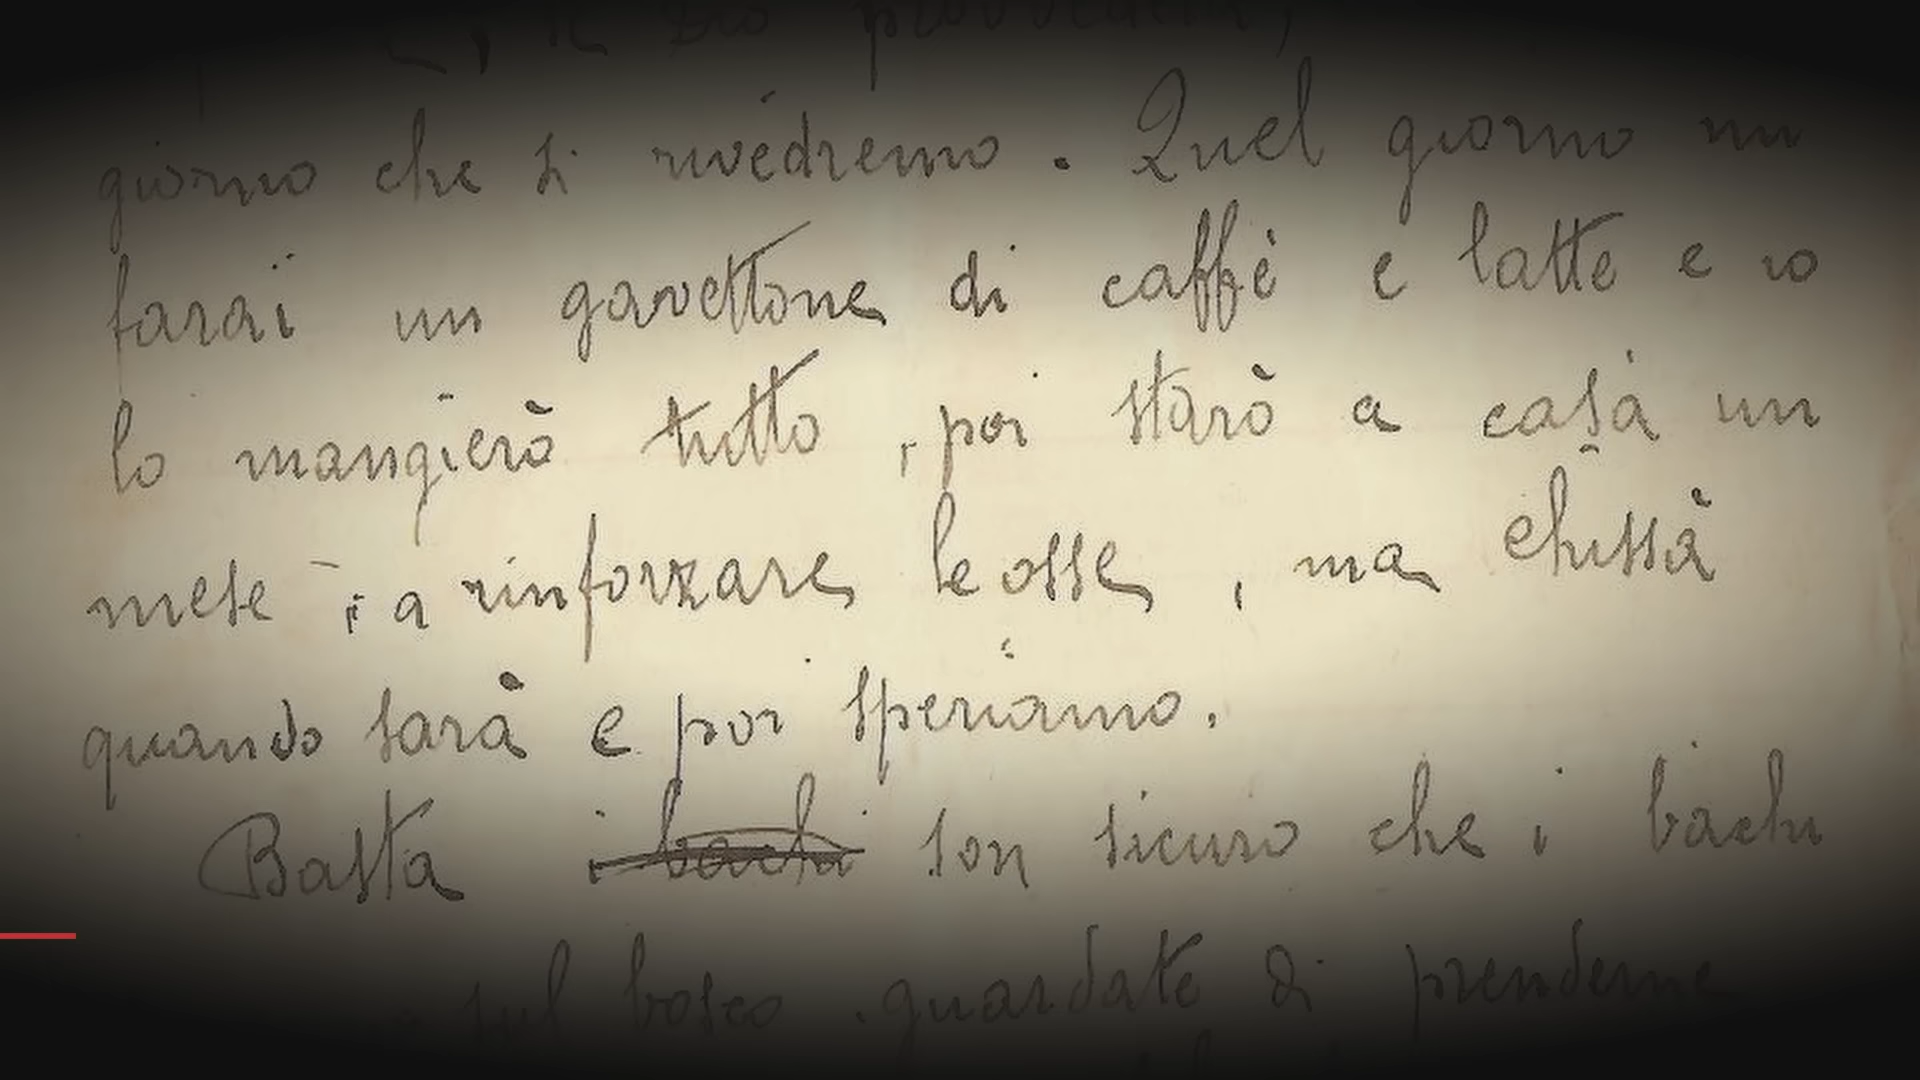 giorno che si rivedremo. Quel giorno mi
farai un gavettone di caffè e latte e io
lo mangierò tutto, poi starò a casa un
mese, a rinforzare le osse, ma chissà
quando sarà e poi speriamo.
Basta i bachi son sicuro che i bachi
sul bosco, guardate di prenderne